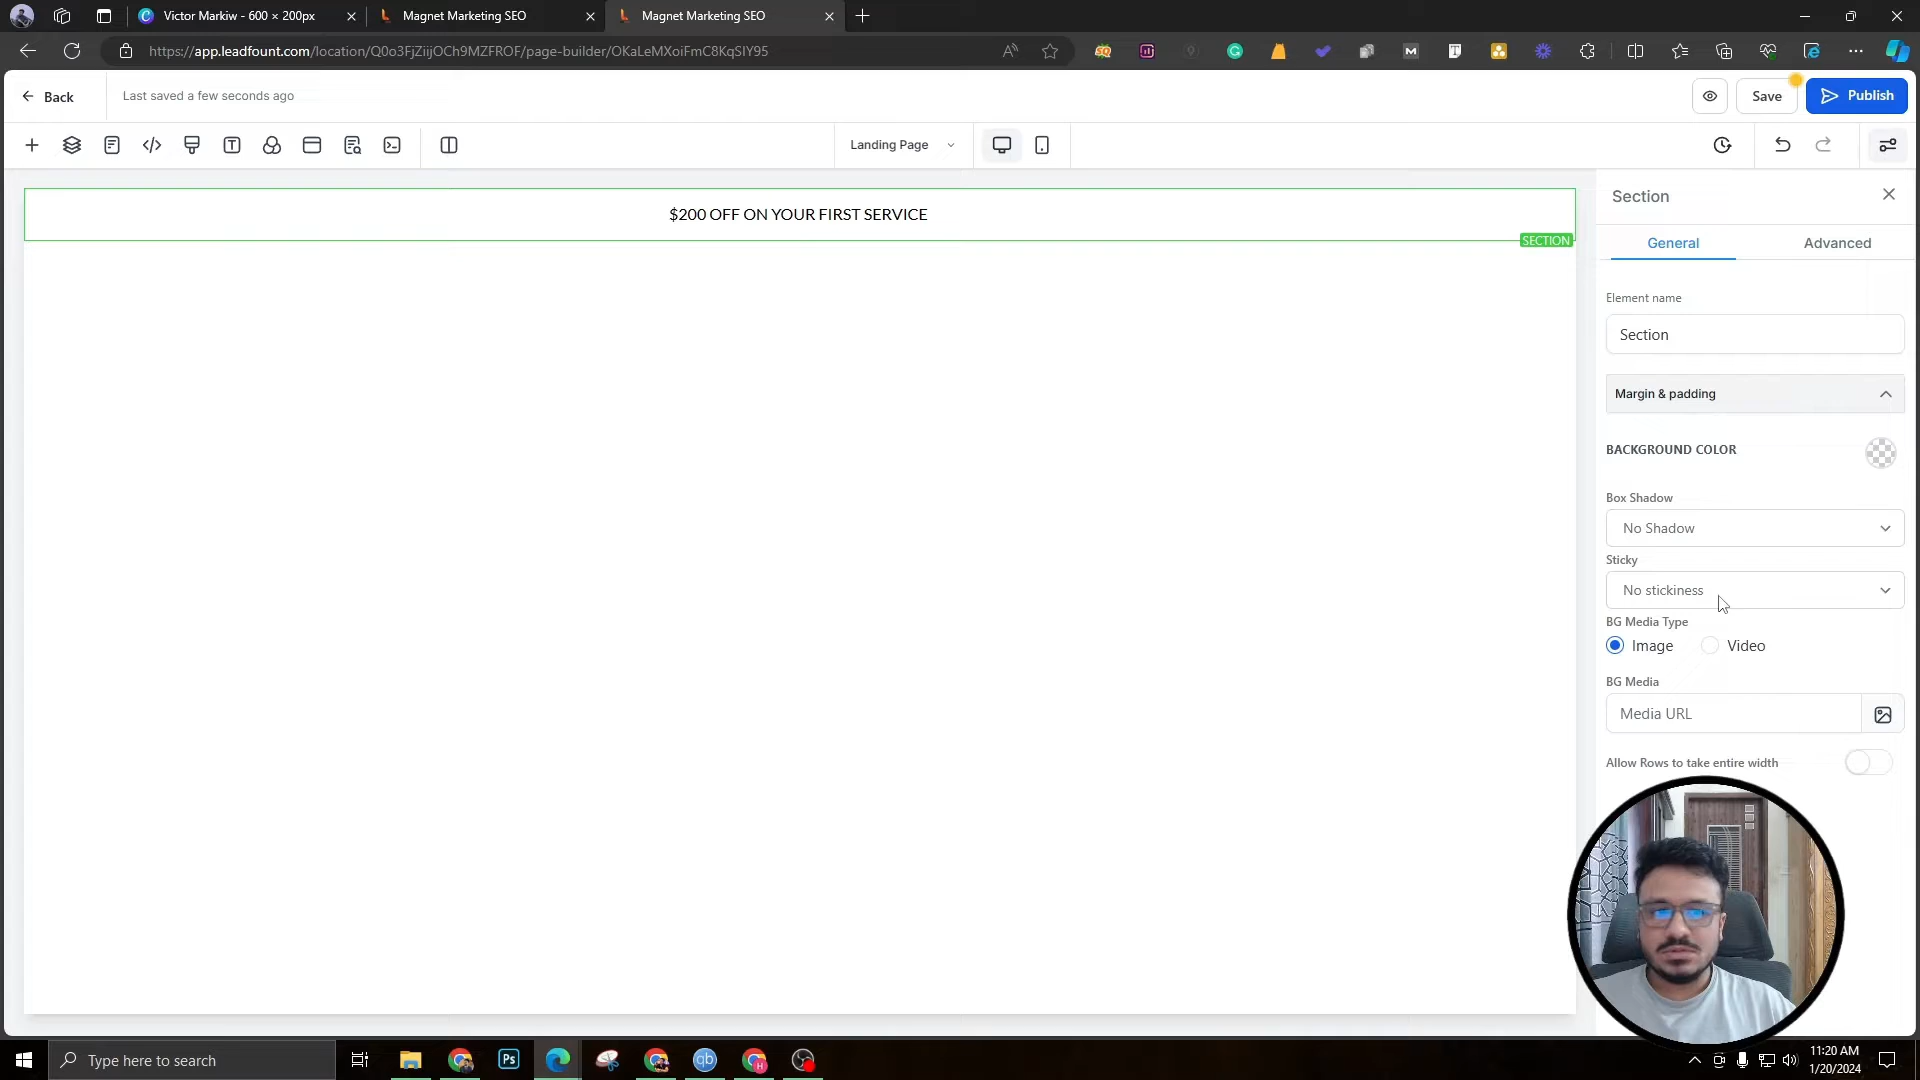 Victor Markiw - 600 × 200px
Magnet Marketing SEO
Magnet Marketing SEO
https://app.leadfount.com/location/Q0o3FjZiijOCh9MZFROF/page-builder/OKaLeMXoiFmC8KqSIY95
Back
Last saved a few seconds ago
Save
Publish
Landing Page
$200 OFF ON YOUR FIRST SERVICE
SECTION
Section
General
Advanced
Element name
Section
Margin & padding
BACKGROUND COLOR
Box Shadow
No Shadow
Sticky
No stickiness
BG Media Type
Image
Video
BG Media
Media URL
Allow Rows to take entire width
Type here to search
Ps
qb
11:20 AM
1/20/2024